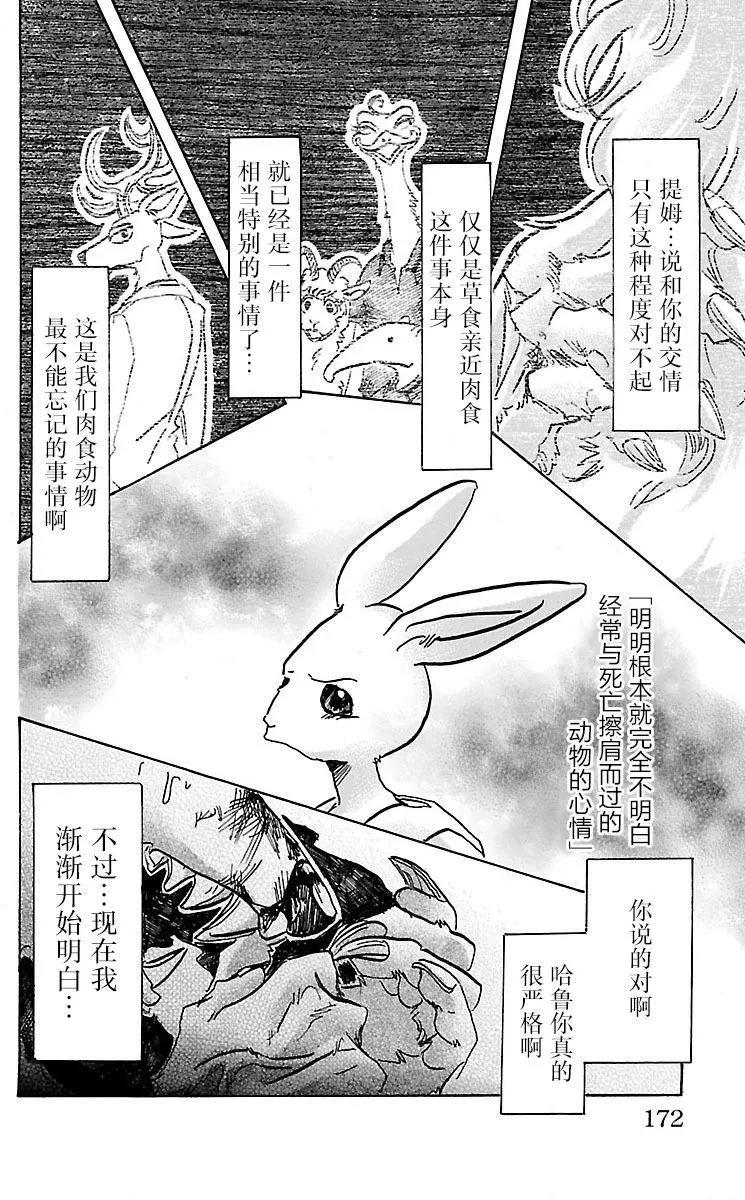 提姆…说和你的交情
只有这种程度对不起
仅仅是草食亲近肉食
这件事本身
就已经是一件
相当特别的事情了…
这是我们肉食动物
最不能忘记的事情啊
「明明根本就完全不明白
经常与死亡擦肩而过的
动物的心情」
你说的对啊
哈鲁你真的
很严格啊
不过…现在我
渐渐开始明白…
172